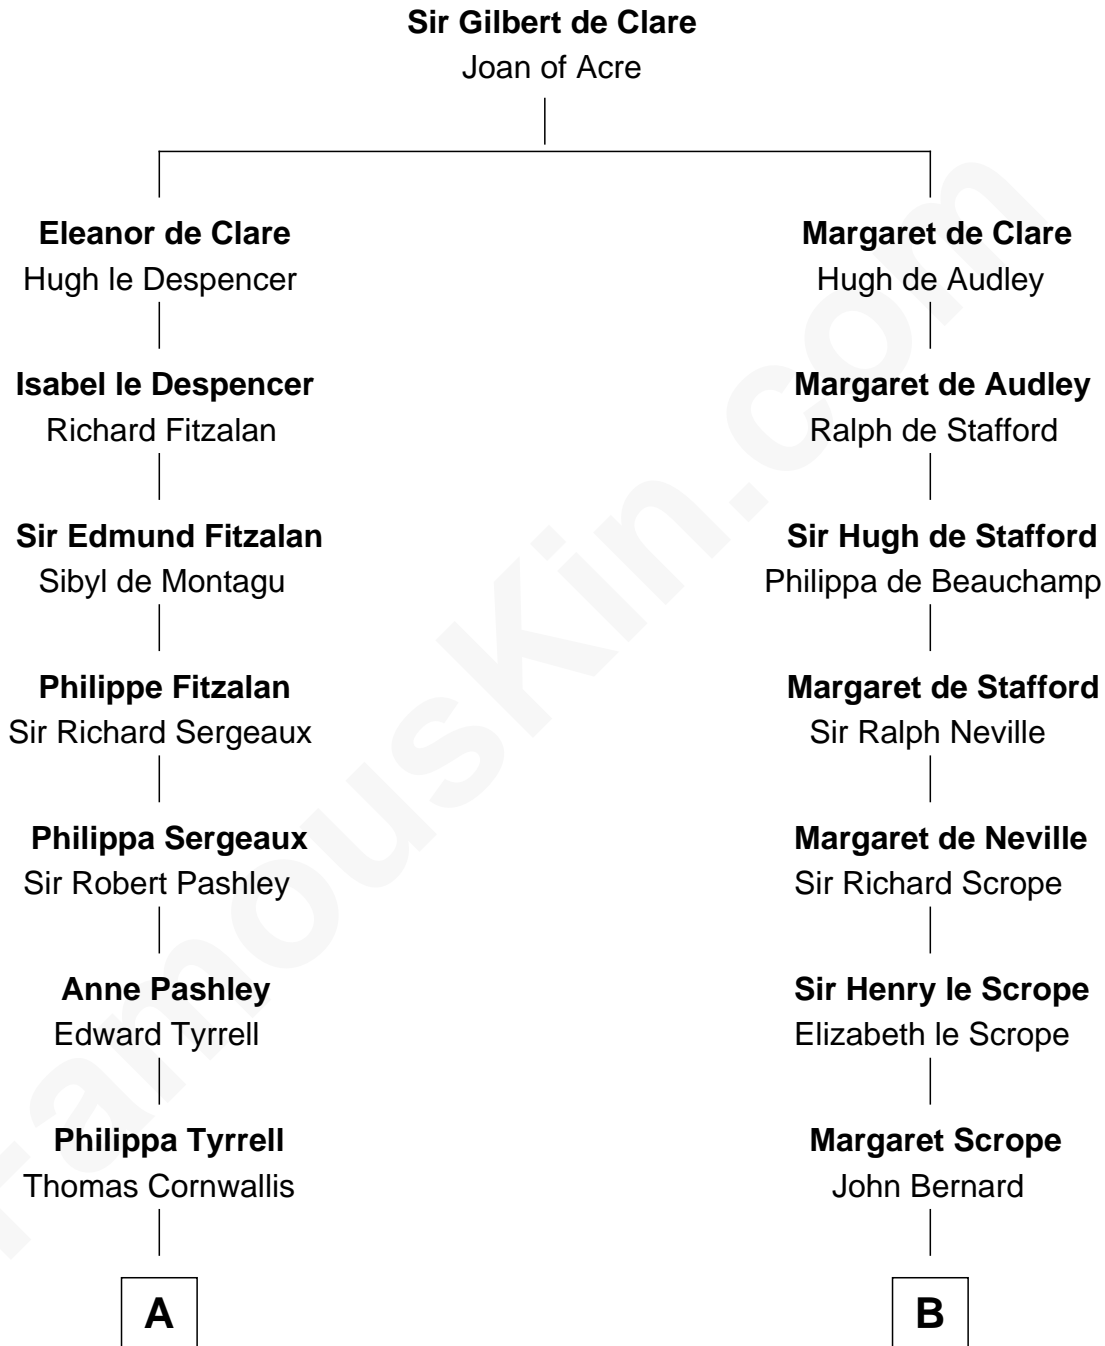 Sir Gilbert de Clare
Joan of Acre
Eleanor de Clare
Hugh le Despencer
Margaret de Clare
Hugh de Audley
Isabel le Despencer
Richard Fitzalan
Margaret de Audley
Ralph de Stafford
Sir Edmund Fitzalan
Sibyl de Montagu
Sir Hugh de Stafford
Philippa de Beauchamp
Philippe Fitzalan
Sir Richard Sergeaux
Margaret de Stafford
Sir Ralph Neville
Philippa Sergeaux
Sir Robert Pashley
Margaret de Neville
Sir Richard Scrope
Anne Pashley
Edward Tyrrell
Sir Henry le Scrope
Elizabeth le Scrope
Philippa Tyrrell
Thomas Cornwallis
Margaret Scrope
John Bernard
A
B
FamousKin.com